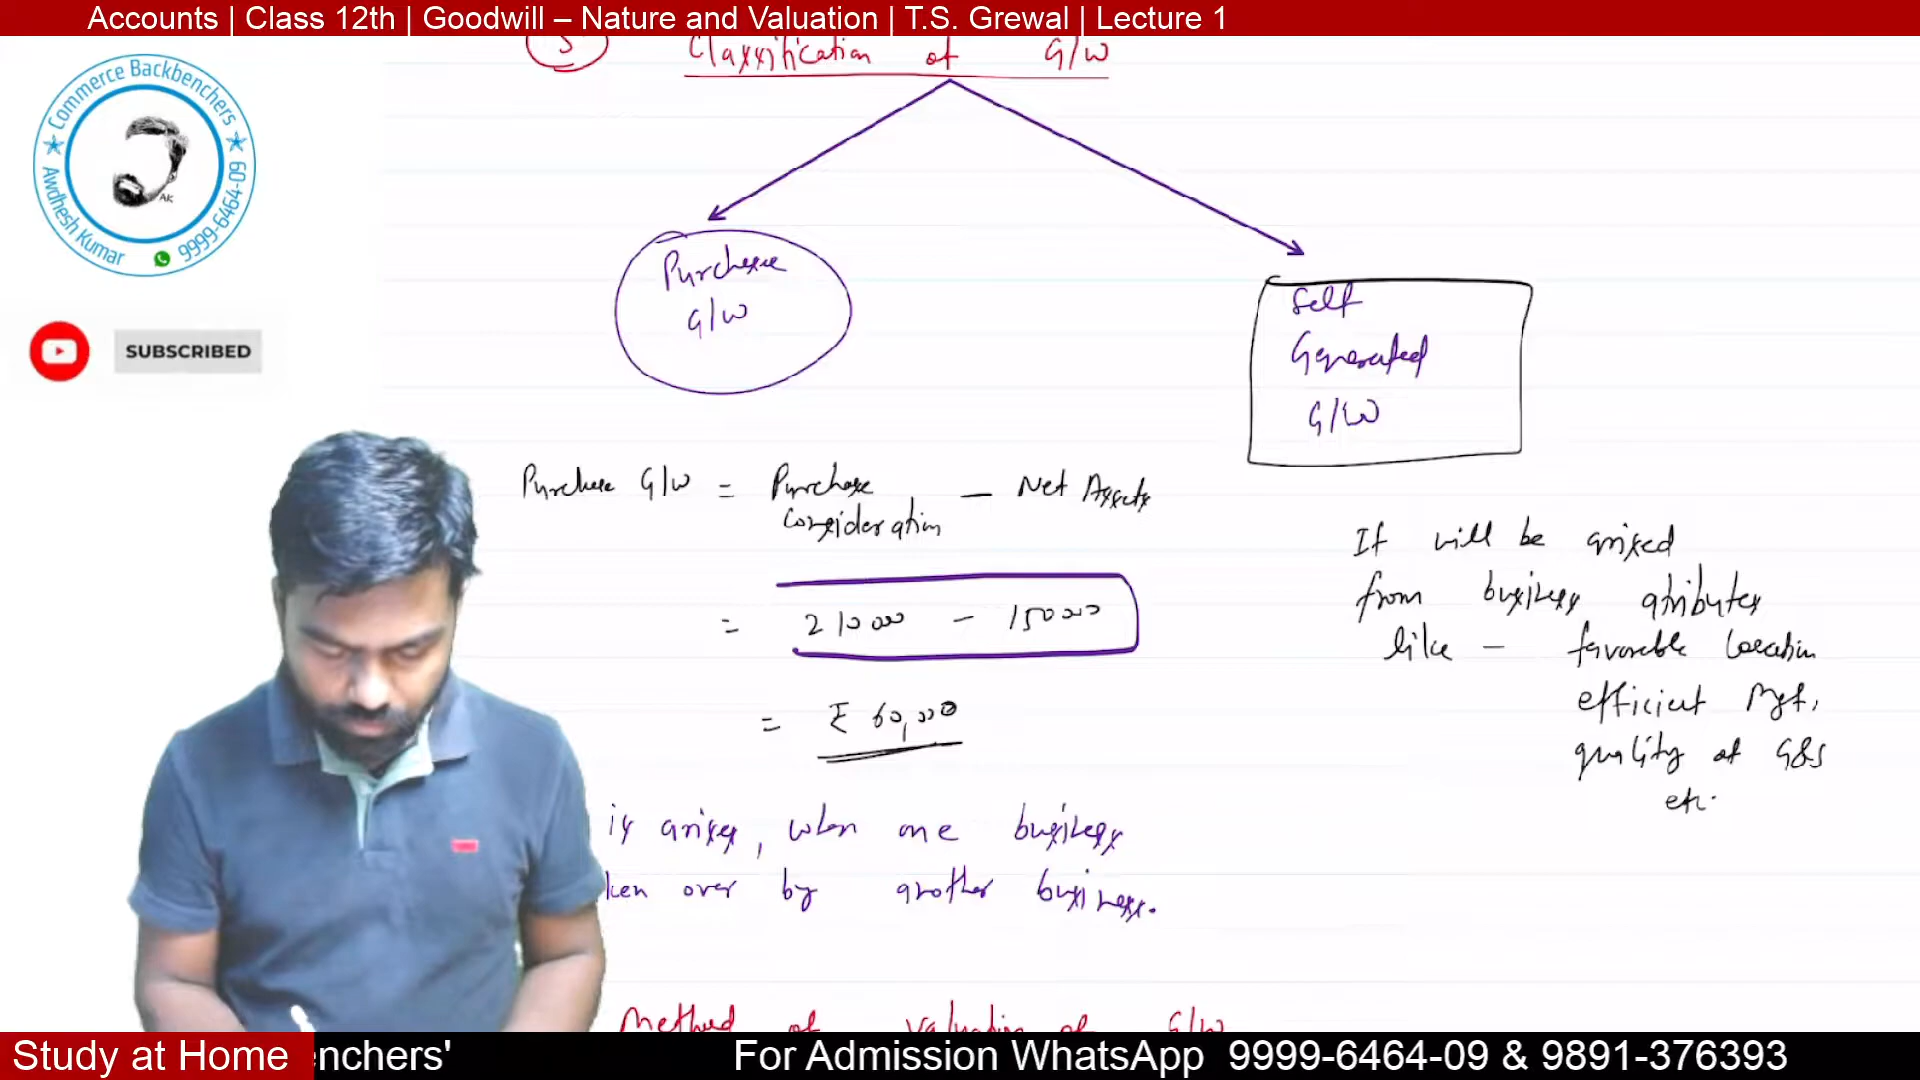 Accounts | Class 12th | Goodwill – Nature and Valuation | T.S. Grewal | Lecture 1
Classification of G/W
Commerce Backbenchers
Awdhesh Kumar 9999-6464-09
AK
SUBSCRIBED
Purchase
G/W
Self
Generated
G/W
Purchase G/W = Purchase consideration – Net Assets
= 210000 – 150000
= ₹ 60,000
It will be arised
from business atributes
like – favorable location
efficient Mgt,
quality of G&S
etc.
is arises, when one business
ken over by another business.
Method of valuation of G/W
Study at Home
enchers'
For Admission WhatsApp 9999-6464-09 & 9891-376393